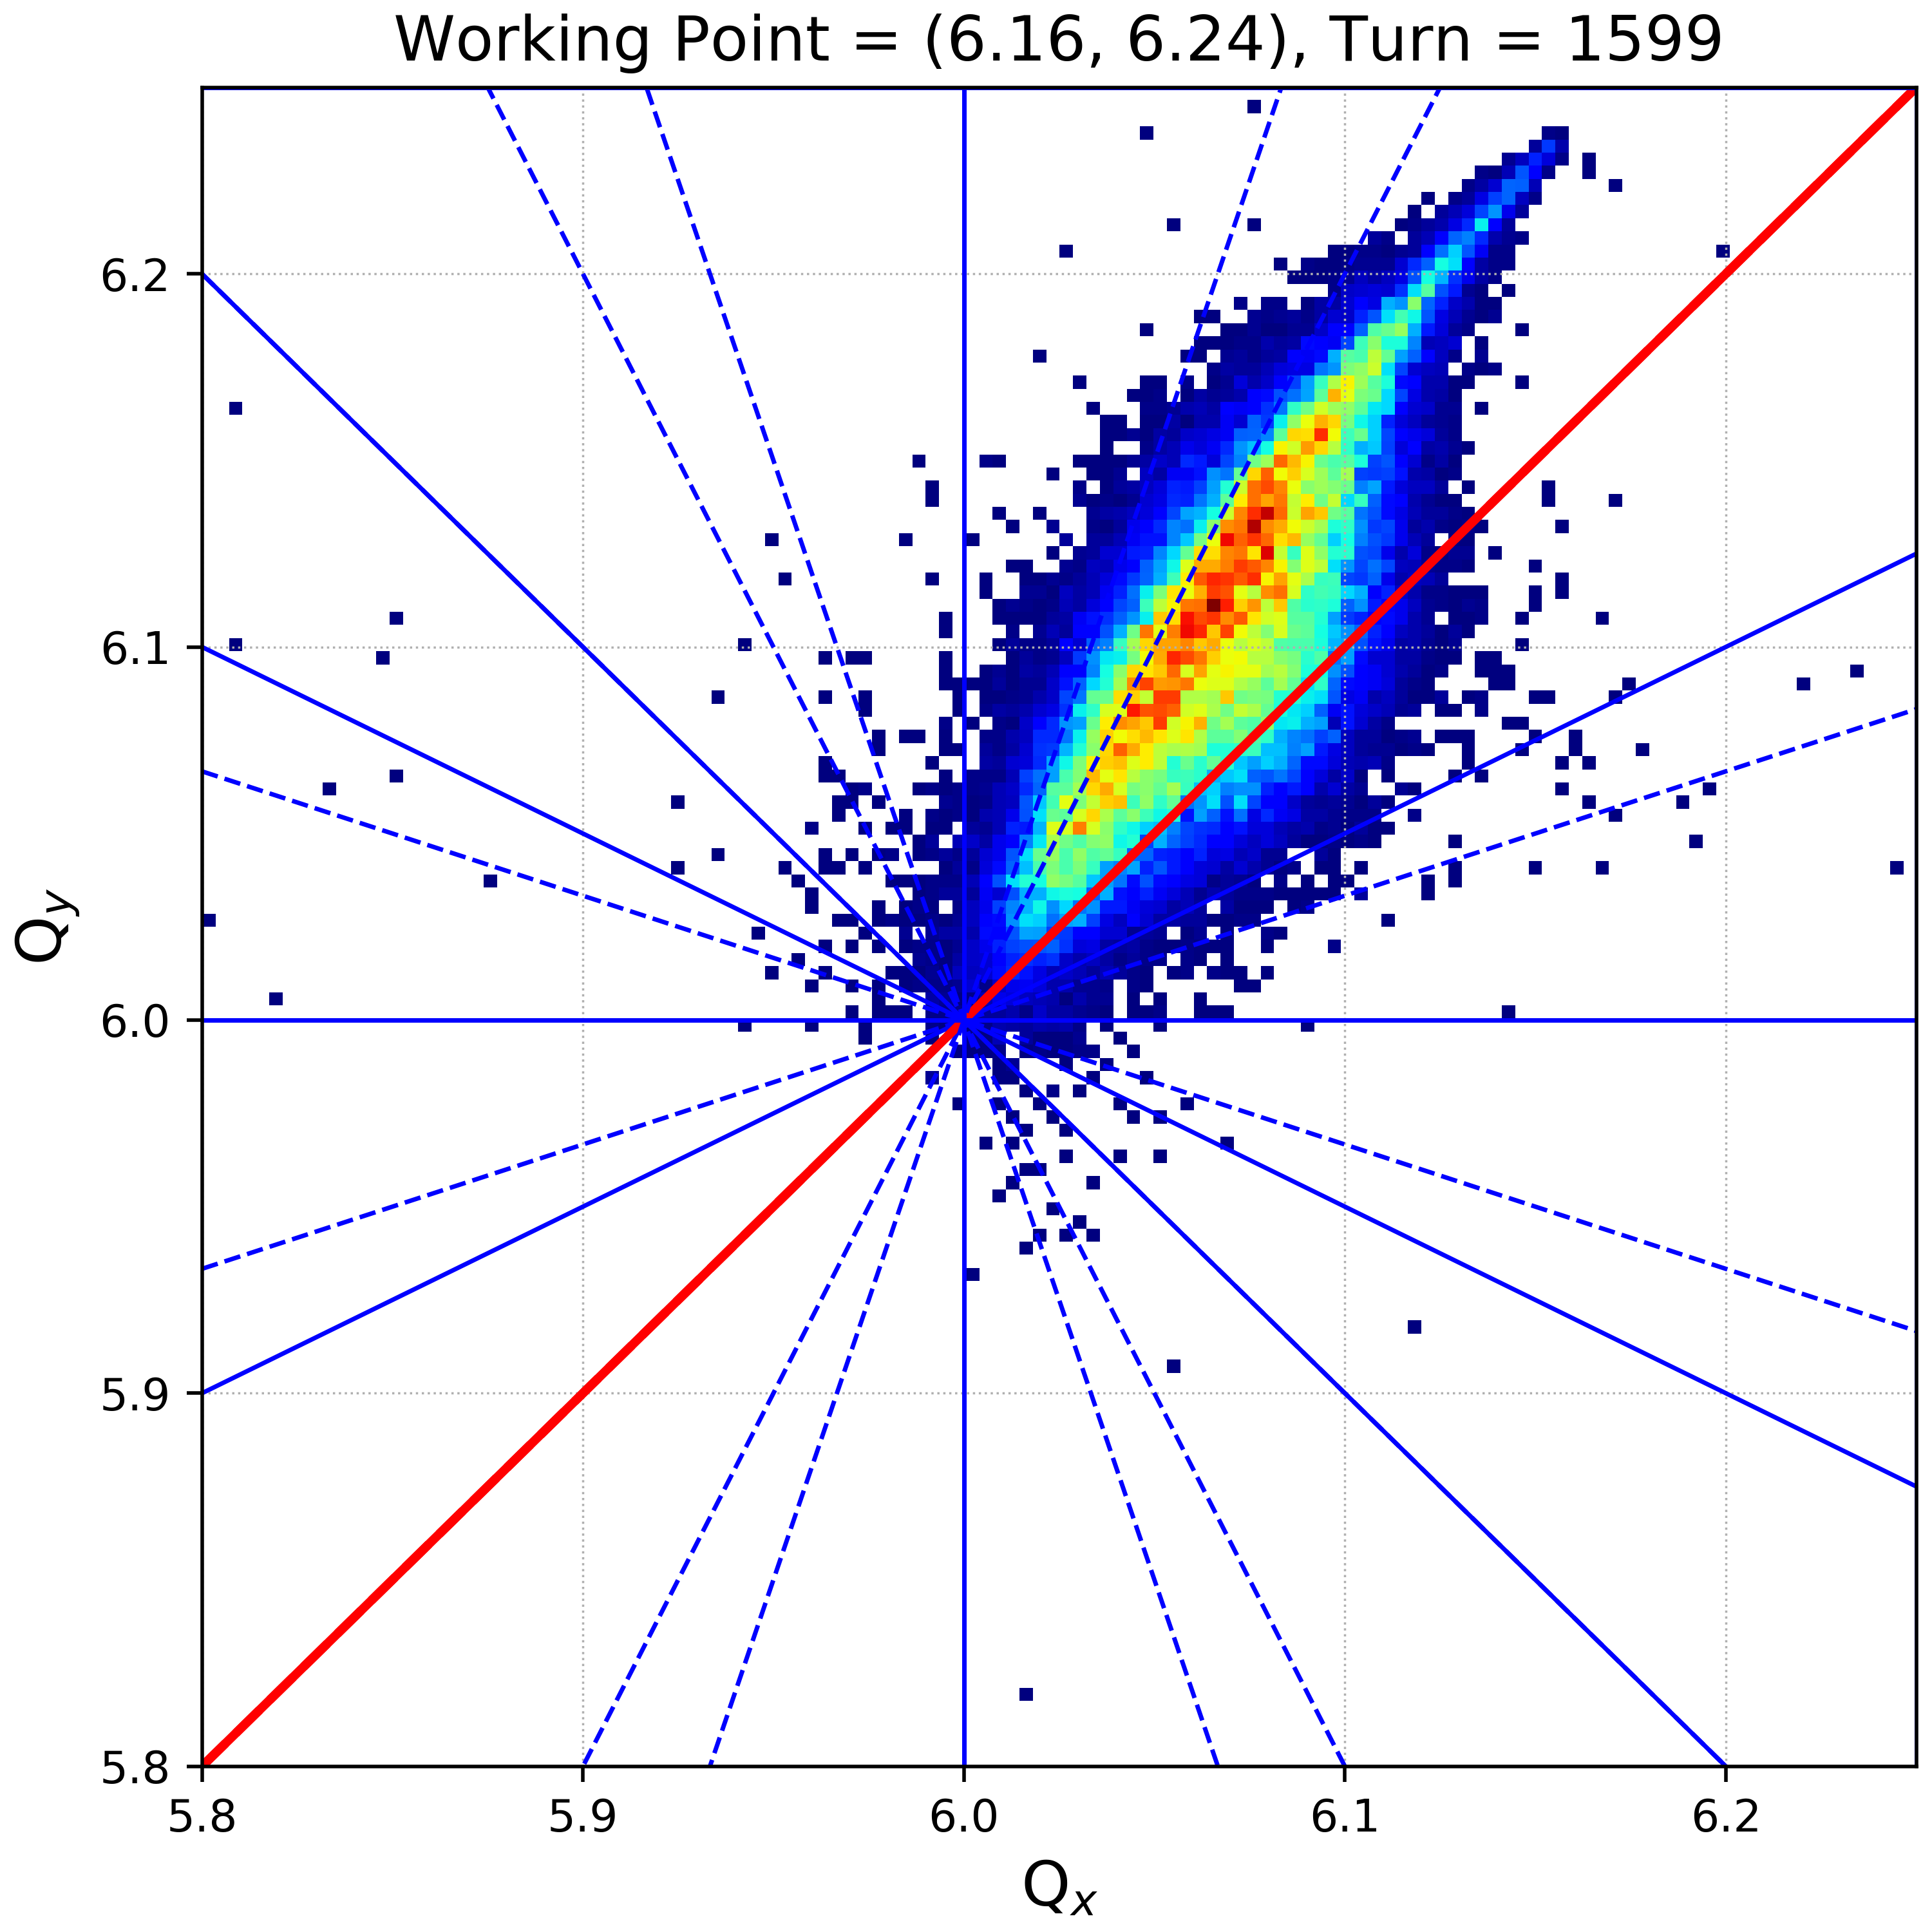 Working Point = (6.16, 6.24), Turn = 1599
6.2
6.1
6.0
5.9
5.8
Qy
5.8 5.9 6.0 6.1 6.2
Qx